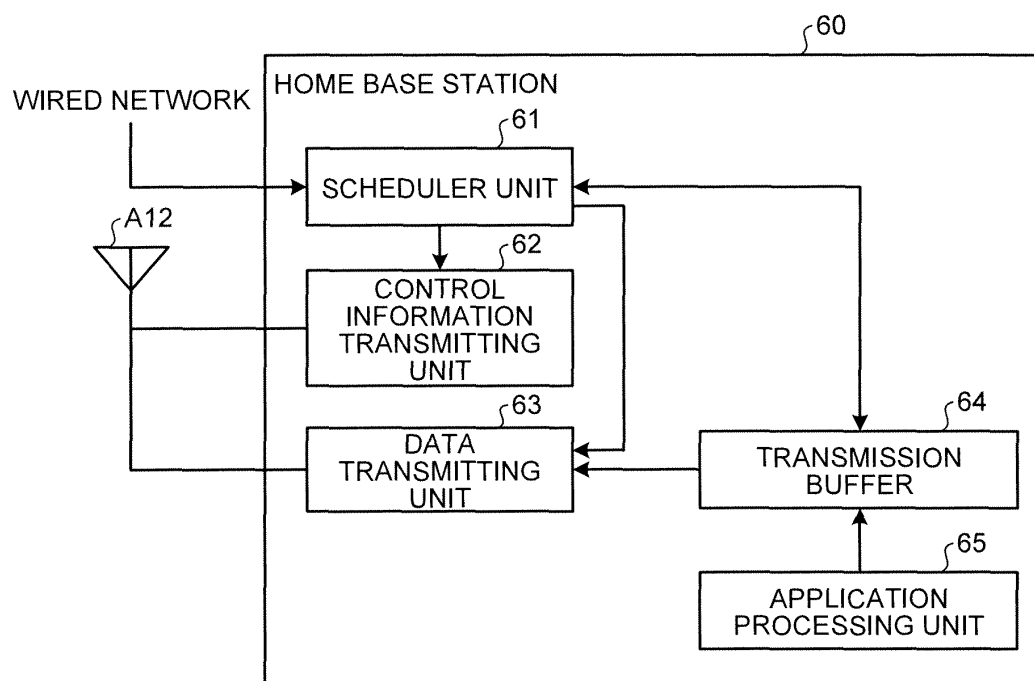 60
HOME BASE STATION
WIRED NETWORK
61
SCHEDULER UNIT
A12
62
CONTROL
INFORMATION
TRANSMITTING
UNIT
63
DATA
TRANSMITTING
UNIT
64
TRANSMISSION
BUFFER
65
APPLICATION
PROCESSING UNIT